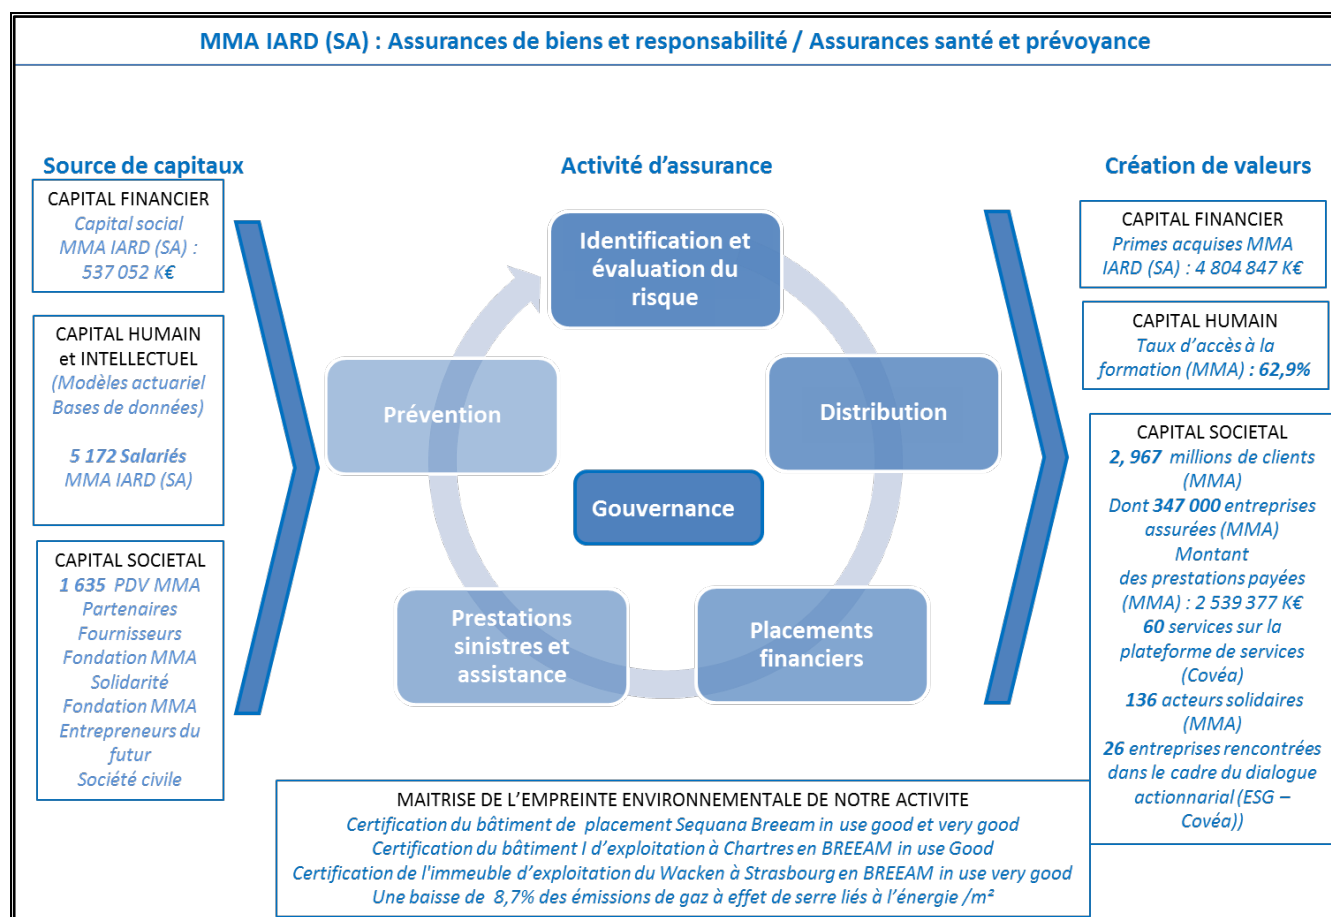 MMA IARD (SA) : Assurances de biens et responsabilité / Assurances santé et prévoyance
Source de capitaux
CAPITAL FINANCIER
Capital social
MMA IARD (SA) :
537 052 K€
CAPITAL HUMAIN
et INTELLECTUEL
(Modèles actuariel
Bases de données)
5 172 Salariés
MMA IARD (SA)
CAPITAL SOCIETAL
1 635 PDV MMA
Partenaires
Fournisseurs
Fondation MMA
Solidarité
Fondation MMA
Entrepreneurs du
futur
Société civile
Activité d'assurance
Identification et
évaluation du
risque
Distribution
Placements
financiers
Prestations
sinistres et
assistance
Prévention
Gouvernance
Création de valeurs
CAPITAL FINANCIER
Primes acquises MMA
IARD (SA) : 4 804 847 K€
CAPITAL HUMAIN
Taux d'accès à la
formation (MMA) : 62,9%
CAPITAL SOCIETAL
2, 967 millions de clients
(MMA)
Dont 347 000 entreprises
assurées (MMA)
Montant
des prestations payées
(MMA) : 2 539 377 K€
60 services sur la
plateforme de services
(Covéa)
136 acteurs solidaires
(MMA)
26 entreprises rencontrées
dans le cadre du dialogue
actionnarial (ESG –
Covéa))
MAITRISE DE L'EMPREINTE ENVIRONNEMENTALE DE NOTRE ACTIVITE
Certification du bâtiment de placement Sequana Breeam in use good et very good
Certification du bâtiment I d'exploitation à Chartres en BREEAM in use Good
Certification de l'immeuble d'exploitation du Wacken à Strasbourg en BREEAM in use very good
Une baisse de 8,7% des émissions de gaz à effet de serre liés à l'énergie /m²